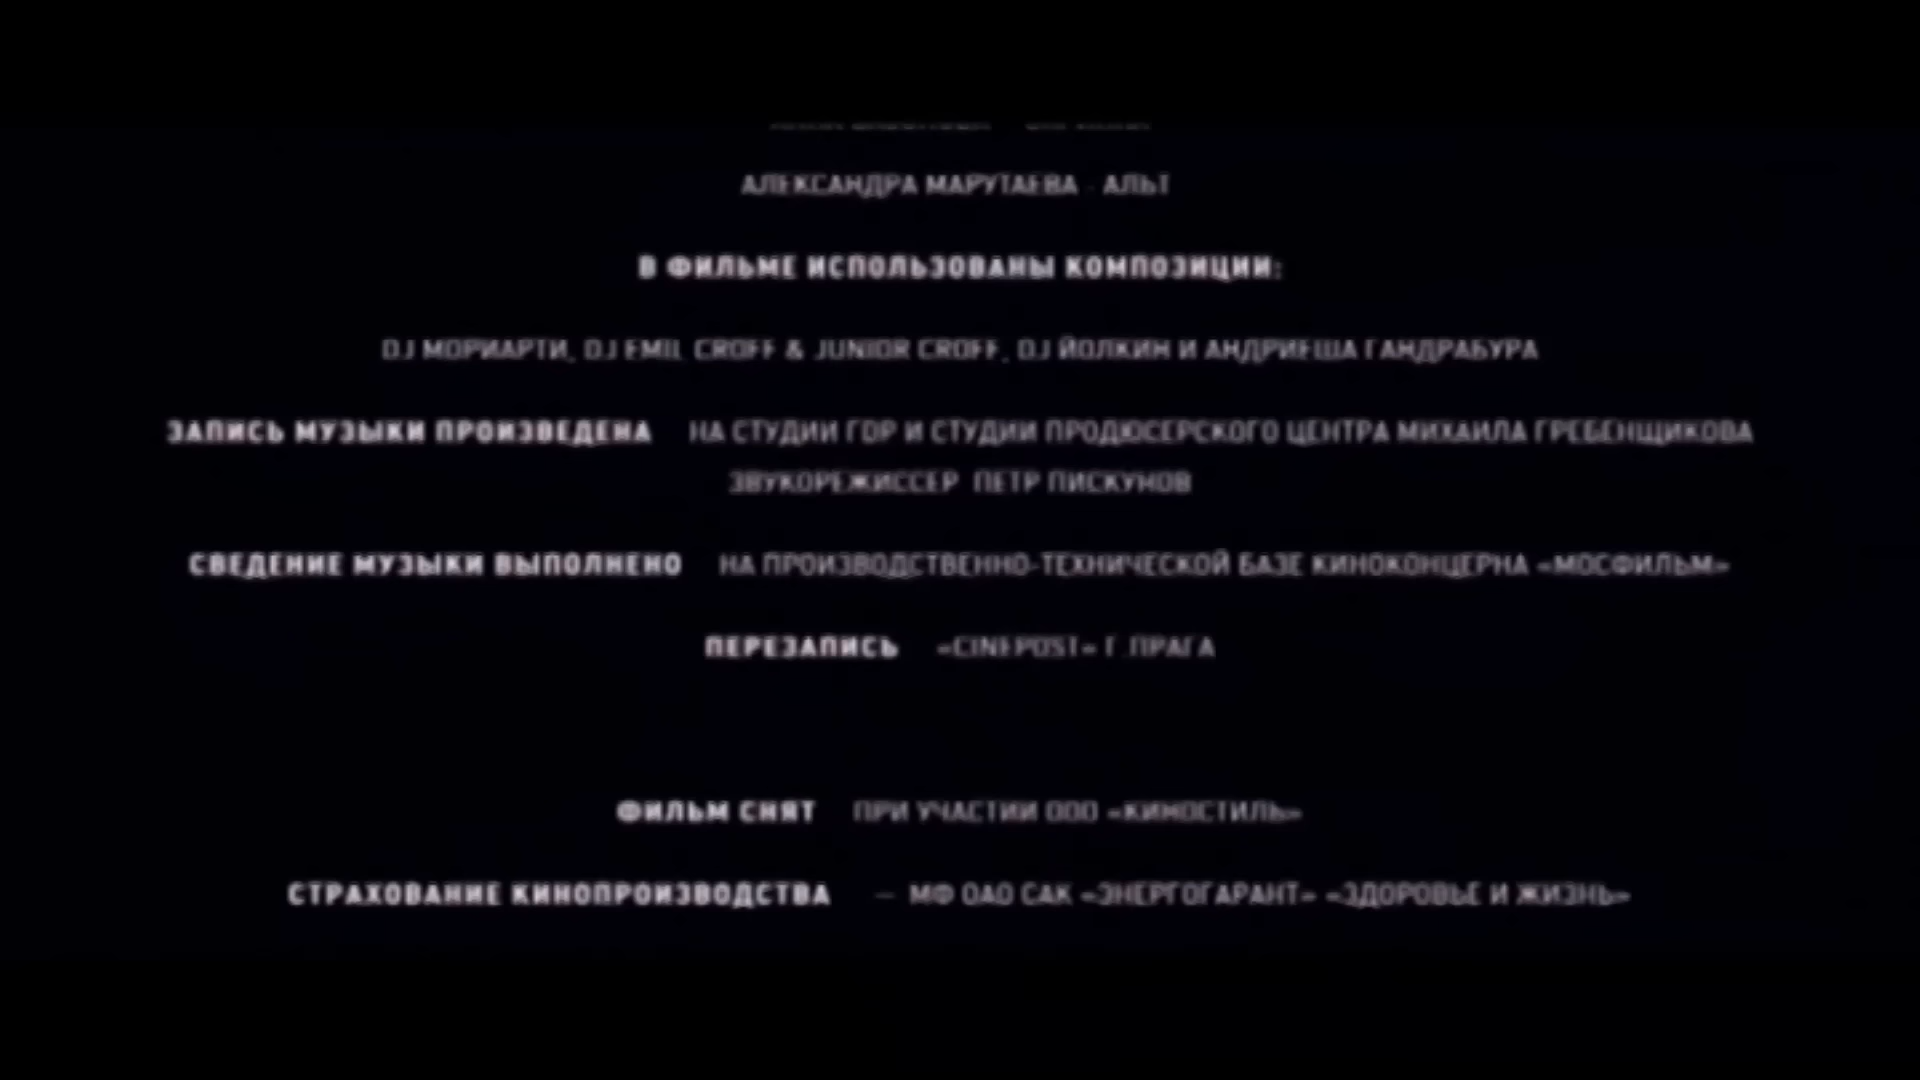 АЛЕКСАНДРА МАРУТАЕВА - АЛЬТ
В ФИЛЬМЕ ИСПОЛЬЗОВАНЫ КОМПОЗИЦИИ:
DJ МОРИАРТИ, DJ EMIL CROFF & JUNIOR CROFF, DJ ЙОЛКИН И АНДРИЕША ГАНДРАБУРА
ЗАПИСЬ МУЗЫКИ ПРОИЗВЕДЕНА НА СТУДИИ ГДР И СТУДИИ ПРОДЮСЕРСКОГО ЦЕНТРА МИХАИЛА ГРЕБЕНЩИКОВА
ЗВУКОРЕЖИССЕР ПЕТР ПИСКУНОВ
СВЕДЕНИЕ МУЗЫКИ ВЫПОЛНЕНО НА ПРОИЗВОДСТВЕННО-ТЕХНИЧЕСКОЙ БАЗЕ КИНОКОНЦЕРНА «МОСФИЛЬМ»
ПЕРЕЗАПИСЬ «CINEPOST» Г.ПРАГА
ФИЛЬМ СНЯТ ПРИ УЧАСТИИ ООО «КИНОСТИЛЬ»
СТРАХОВАНИЕ КИНОПРОИЗВОДСТВА — МФ ОАО САК «ЭНЕРГОГАРАНТ» «ЗДОРОВЬЕ И ЖИЗНЬ»